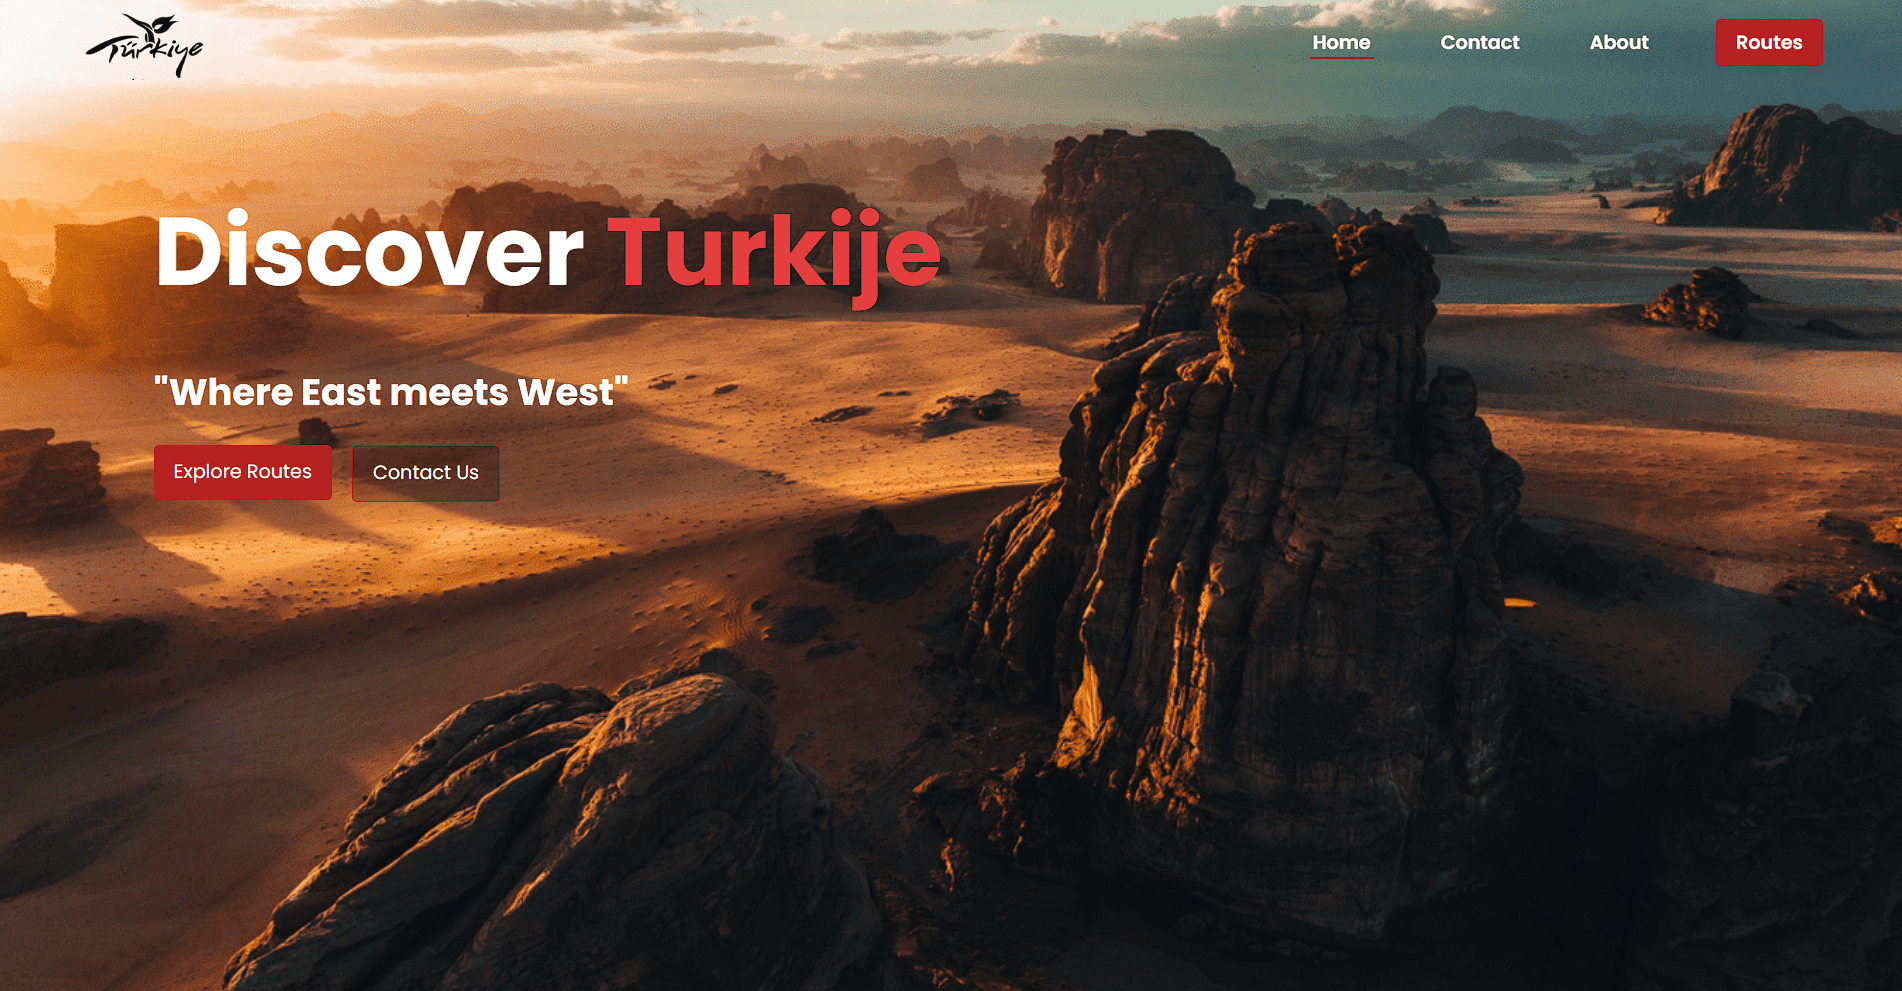 Türkiye
Home
Contact
About
Routes
Discover Turkije
"Where East meets West"
Explore Routes
Contact Us